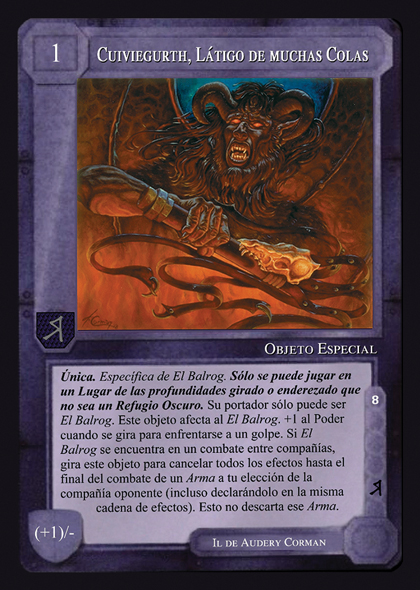 1
CUIVIEGURTH, LÁTIGO DE MUCHAS COLAS
OBJETO ESPECIAL
Única. Específica de El Balrog. Sólo se puede jugar en
un Lugar de las profundidades girado o enderezado que
no sea un Refugio Oscuro. Su portador sólo puede ser
El Balrog. Este objeto afecta al El Balrog. +1 al Poder
cuando se gira para enfrentarse a un golpe. Si El
Balrog se encuentra en un combate entre compañías,
gira este objeto para cancelar todos los efectos hasta el
final del combate de un Arma a tu elección de la
compañía oponente (incluso declarándolo en la misma
cadena de efectos). Esto no descarta ese Arma.
8
(+1)/-
IL DE AUDERY CORMAN